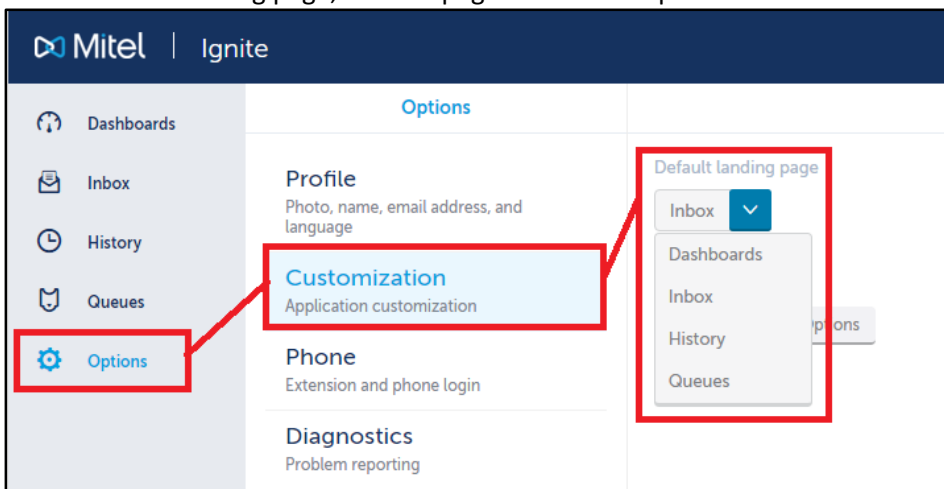 Mitel | Ignite
Dashboards
Inbox
History
Queues
Options
Options
Profile
Photo, name, email address, and
language
Customization
Application customization
Phone
Extension and phone login
Diagnostics
Problem reporting
Default landing page
Inbox
Dashboards
Inbox
History
Queues